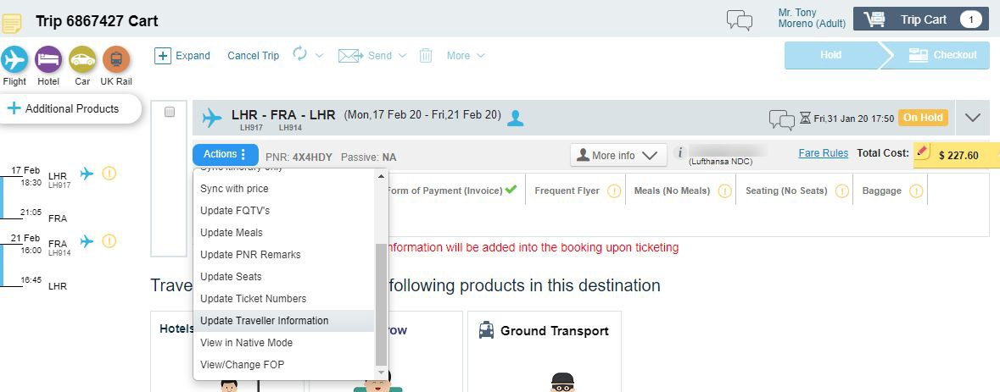 Trip 6867427 Cart
Mr. Tony
Moreno (Adult)
Trip Cart 1
Flight Hotel Car UK Rail
Expand Cancel Trip Send More
Hold Checkout
Additional Products
LHR - FRA - LHR (Mon,17 Feb 20 - Fri,21 Feb 20)
LH917 LH914
Fri,31 Jan 20 17:50 On Hold
Actions PNR: 4X4HDY Passive: NA
More info
(Lufthansa NDC)
Fare Rules Total Cost: $ 227.60
17 Feb
18:30 LHR
LH917
21:05
FRA
21 Feb
16:00 FRA
LH914
16:45
LHR
Sync itinerary only
Sync with price
Update FQTV's
Update Meals
Update PNR Remarks
Update Seats
Update Ticket Numbers
Update Traveller Information
View in Native Mode
View/Change FOP
orm of Payment (Invoice) Frequent Flyer Meals (No Meals) Seating (No Seats) Baggage
nformation will be added into the booking upon ticketing
Trave following products in this destination
Hotels row Ground Transport